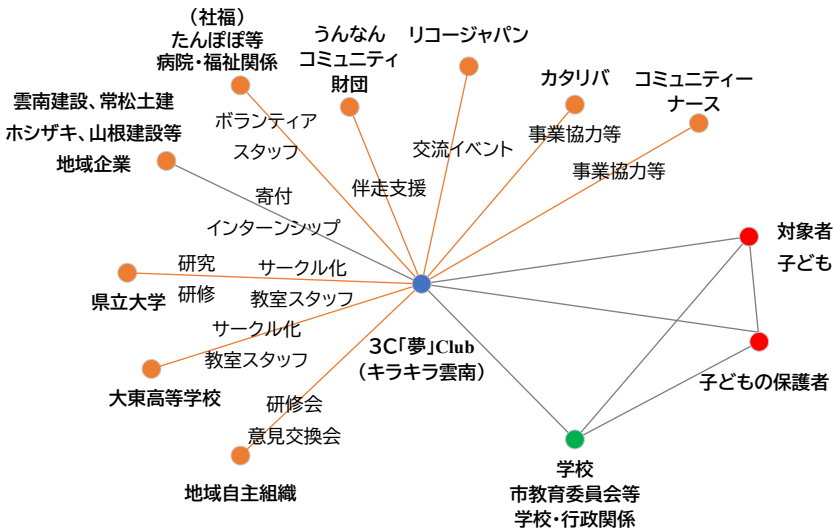 （社福）
たんぽぽ等
病院・福祉関係
うんなん
コミュニティ
財団
リコージャパン
カタリバ
コミュニティー
ナース
雲南建設、常松土建
ホシザキ、山根建設等
地域企業
ボランティア
スタッフ
伴走支援
交流イベント
事業協力等
事業協力等
寄付
インターンシップ
対象者
子ども
県立大学
研究
研修
サークル化
教室スタッフ
サークル化
教室スタッフ
大東高等学校
3C「夢」Club
（キラキラ雲南）
子どもの保護者
研修会
意見交換会
地域自主組織
学校
市教育委員会等
学校・行政関係